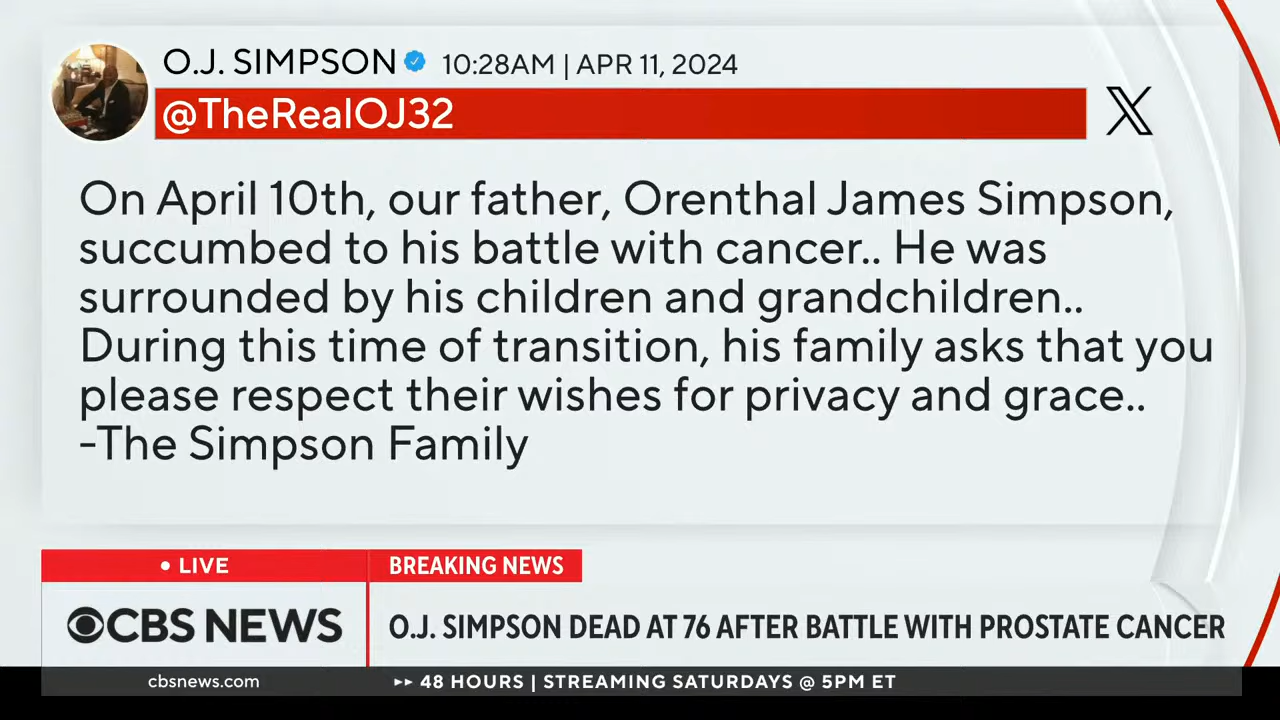 O.J. SIMPSON 10:28AM | APR 11, 2024
@TheRealOJ32
X
On April 10th, our father, Orenthal James Simpson,
succumbed to his battle with cancer.. He was
surrounded by his children and grandchildren..
During this time of transition, his family asks that you
please respect their wishes for privacy and grace..
-The Simpson Family
• LIVE
BREAKING NEWS
CBS NEWS
O.J. SIMPSON DEAD AT 76 AFTER BATTLE WITH PROSTATE CANCER
cbsnews.com
48 HOURS | STREAMING SATURDAYS @ 5PM ET